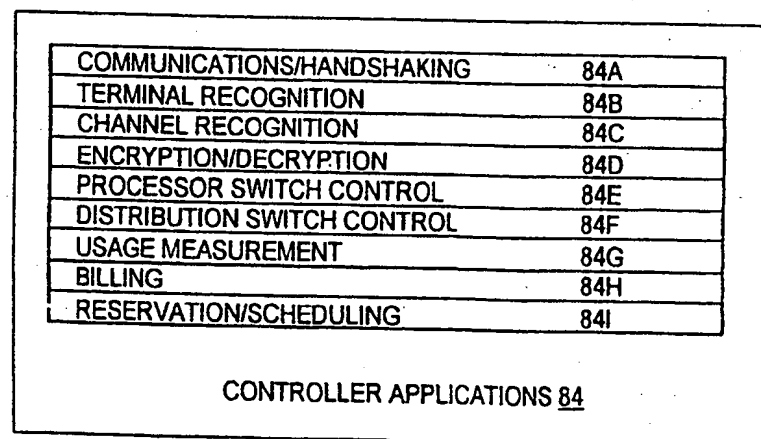 COMMUNICATIONS/HANDSHAKING 84A
TERMINAL RECOGNITION 84B
CHANNEL RECOGNITION 84C
ENCRYPTION/DECRYPTION 84D
PROCESSOR SWITCH CONTROL 84E
DISTRIBUTION SWITCH CONTROL 84F
USAGE MEASUREMENT 84G
BILLING 84H
RESERVATION/SCHEDULING 84I
CONTROLLER APPLICATIONS 84